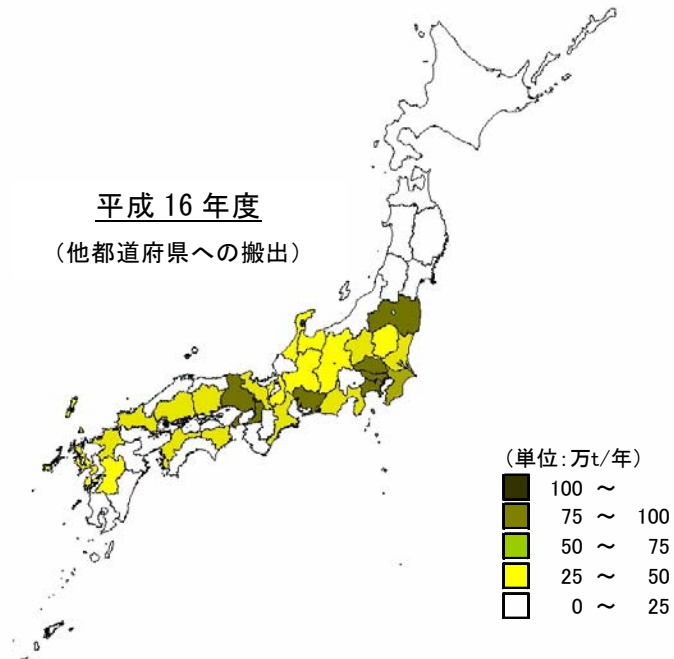 平成 16 年度
（他都道府県への搬出）
（単位：万t/年）
100 ～
75 ～ 100
50 ～ 75
25 ～ 50
0 ～ 25